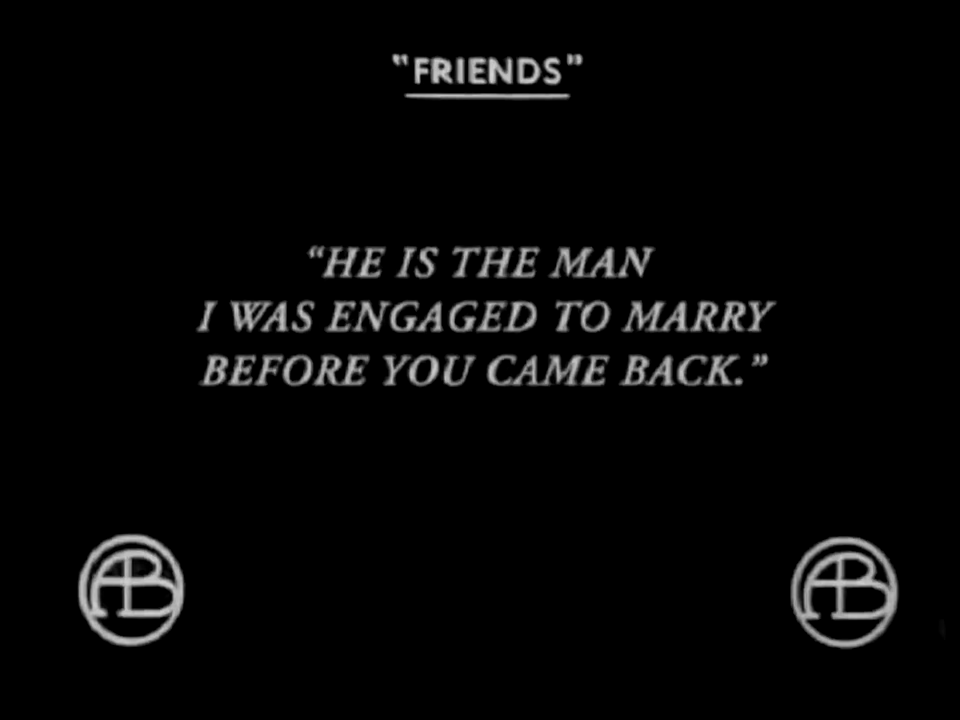 "FRIENDS"
"HE IS THE MAN
I WAS ENGAGED TO MARRY
BEFORE YOU CAME BACK."
AB
AB